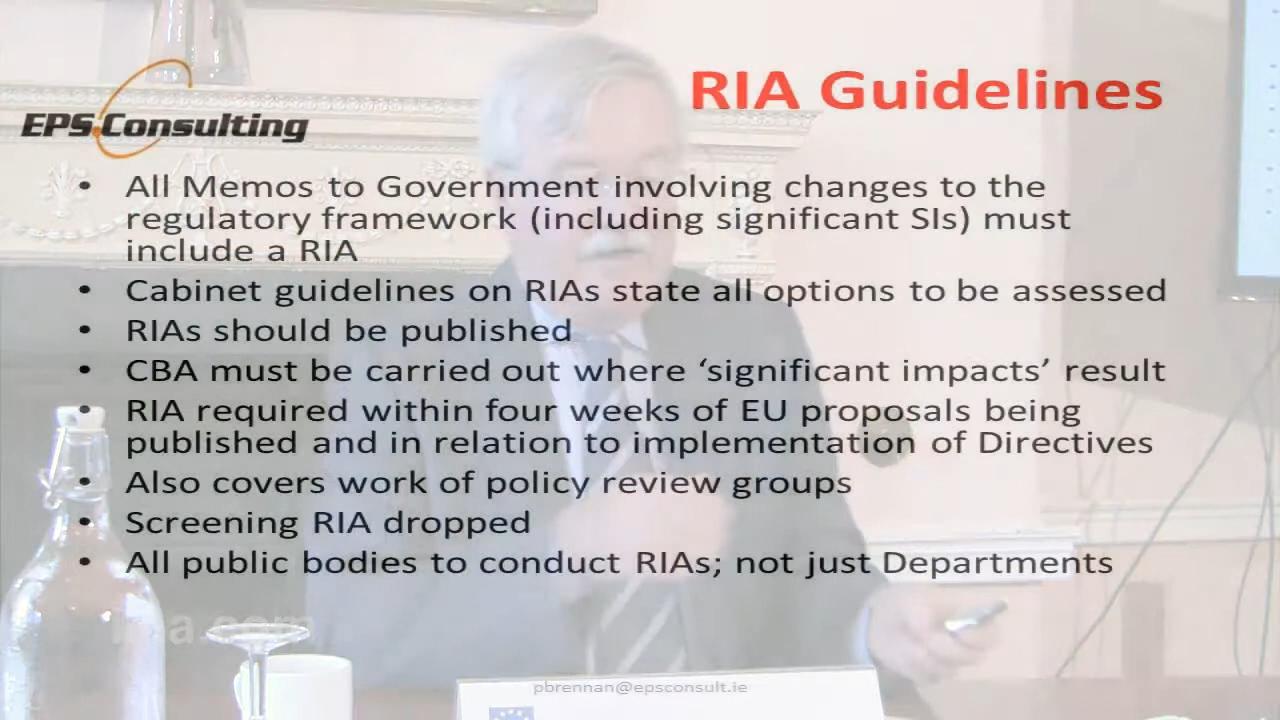 EPS Consulting
RIA Guidelines
• All Memos to Government involving changes to the
regulatory framework (including significant SIs) must
include a RIA
• Cabinet guidelines on RIAs state all options to be assessed
• RIAs should be published
• CBA must be carried out where ‘significant impacts’ result
• RIA required within four weeks of EU proposals being
published and in relation to implementation of Directives
• Also covers work of policy review groups
• Screening RIA dropped
• All public bodies to conduct RIAs; not just Departments
pbrennan@epsconsult.ie